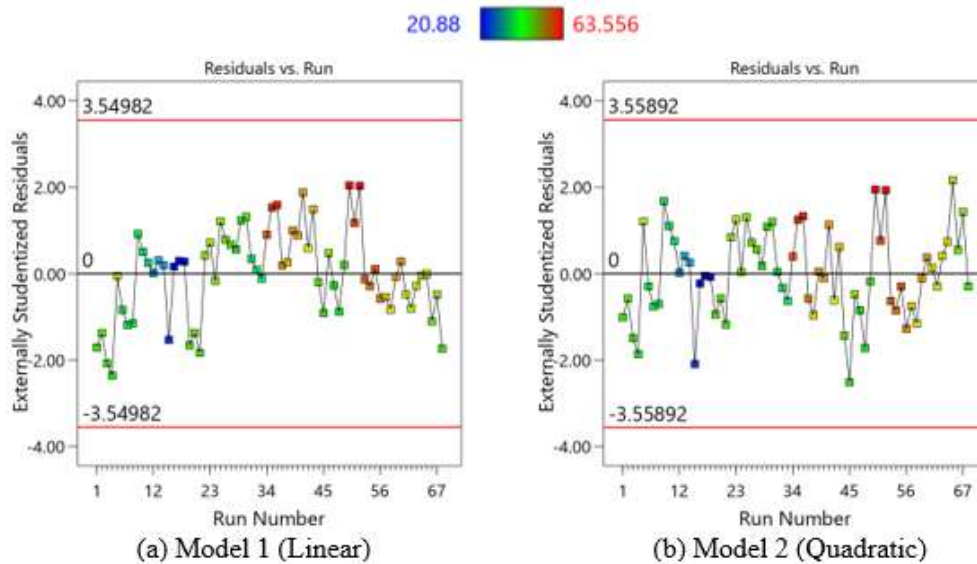 20.88 63.556
Residuals vs. Run
Externally Studentized Residuals
4.00
2.00
0.00
-2.00
-4.00
3.54982
0
-3.54982
1 12 23 34 45 56 67
Run Number
(a) Model 1 (Linear)
Residuals vs. Run
Externally Studentized Residuals
4.00
2.00
0.00
-2.00
-4.00
3.55892
0
-3.55892
1 12 23 34 45 56 67
Run Number
(b) Model 2 (Quadratic)